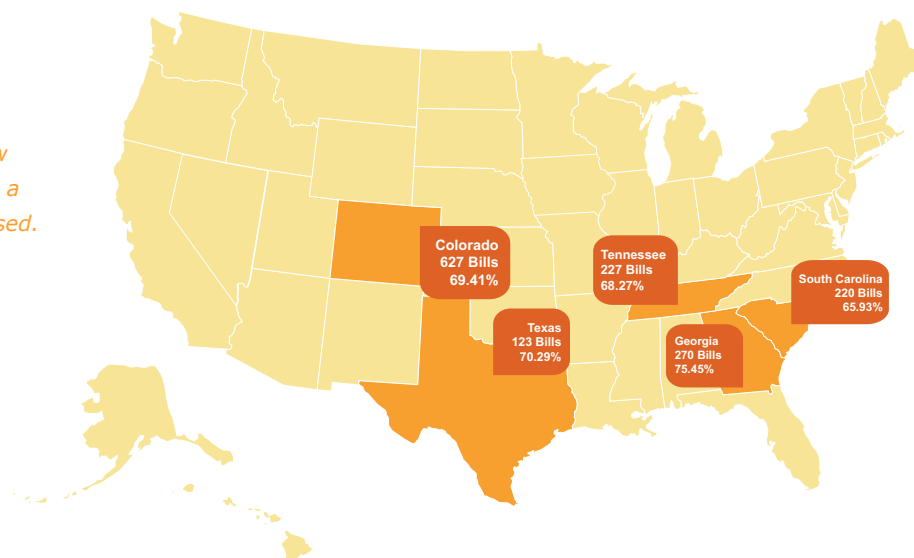 w
a
sed.
Colorado
627 Bills
69.41%
Tennessee
227 Bills
68.27%
South Carolina
220 Bills
65.93%
Texas
123 Bills
70.29%
Georgia
270 Bills
75.45%